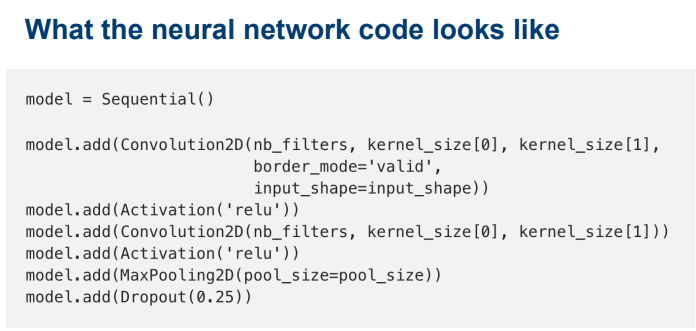 What the neural network code looks like
model = Sequential()
model.add(Convolution2D(nb_filters, kernel_size[0], kernel_size[1],
border_mode='valid',
input_shape=input_shape))
model.add(Activation('relu'))
model.add(Convolution2D(nb_filters, kernel_size[0], kernel_size[1]))
model.add(Activation('relu'))
model.add(MaxPooling2D(pool_size=pool_size))
model.add(Dropout(0.25))